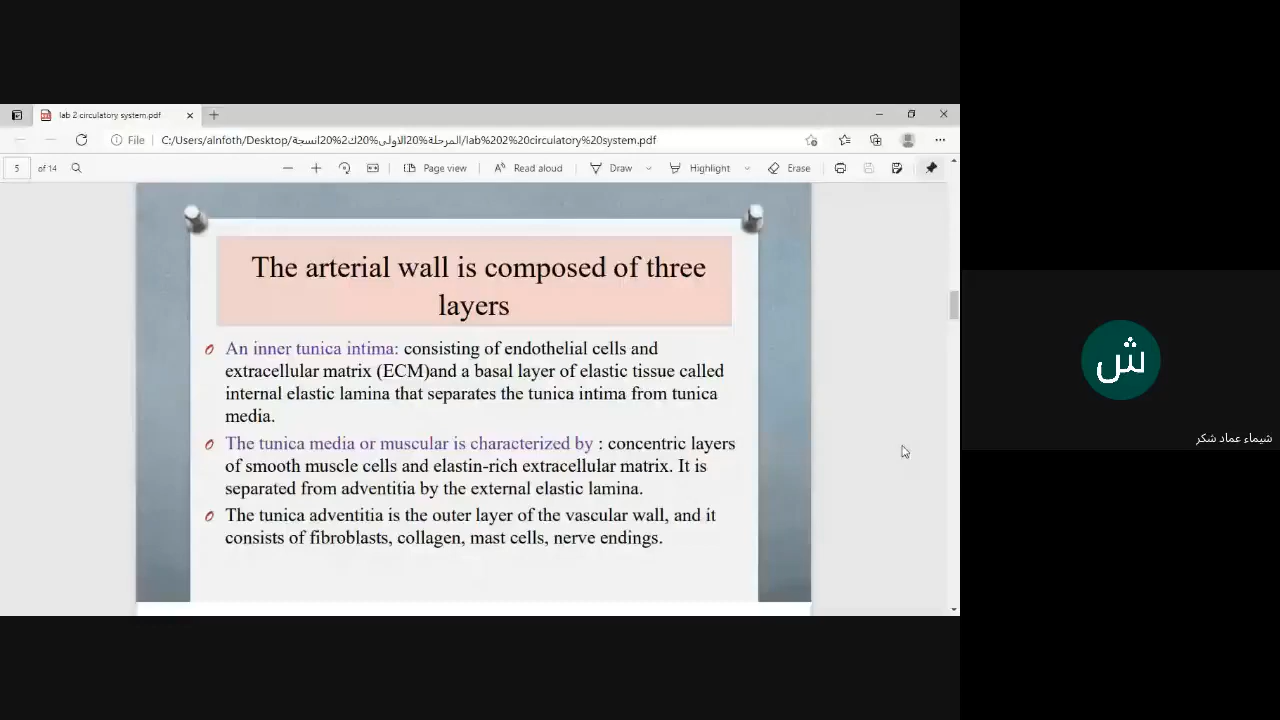 lab 2 circulatory system.pdf
File
C:/Users/alnfoth/Desktop/المرحلة%20الاولى%20ك2%20انسجة/lab%202%20circulatory%20system.pdf
5 of 14
Page view
Read aloud
Draw
Highlight
Erase
The arterial wall is composed of three
layers
An inner tunica intima: consisting of endothelial cells and
extracellular matrix (ECM)and a basal layer of elastic tissue called
internal elastic lamina that separates the tunica intima from tunica
media.
The tunica media or muscular is characterized by : concentric layers
of smooth muscle cells and elastin-rich extracellular matrix. It is
separated from adventitia by the external elastic lamina.
The tunica adventitia is the outer layer of the vascular wall, and it
consists of fibroblasts, collagen, mast cells, nerve endings.
ش
شيماء عماد شكر